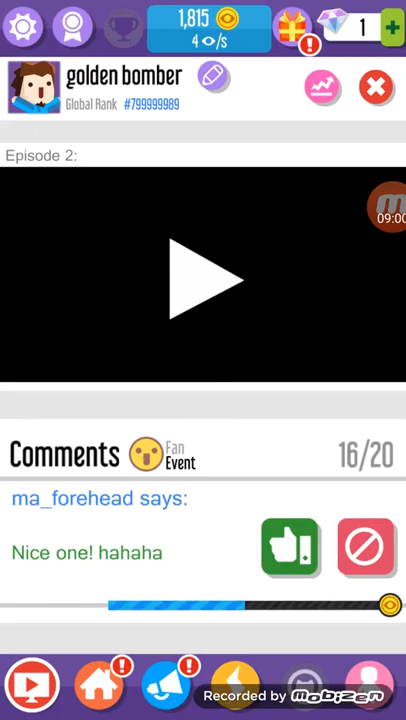 1,815
4 /s
1
golden bomber
Global Rank #799999989
Episode 2:
09:00
Comments
Fan
Event
16/20
ma_forehead says:
Nice one! hahaha
Recorded by mobizen